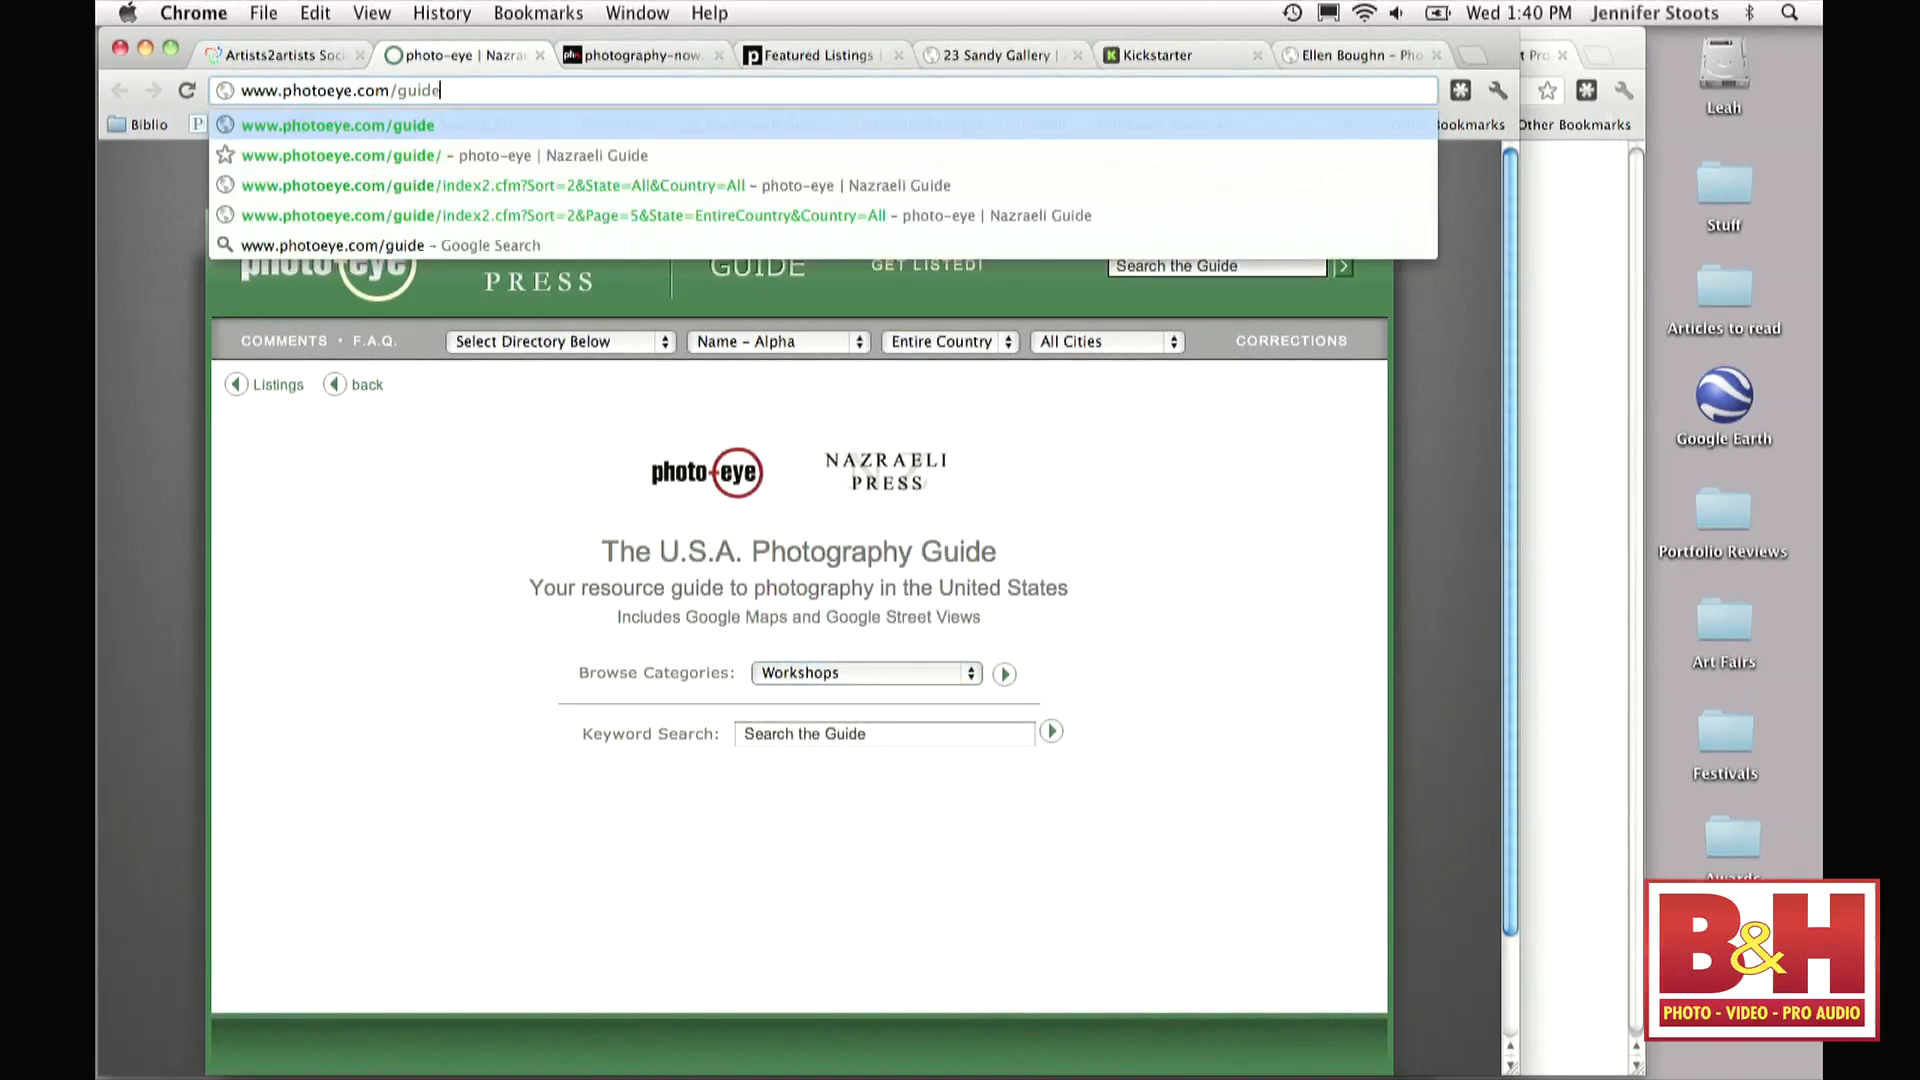 Chrome File Edit View History Bookmarks Window Help Wed 1:40 PM Jennifer Stoots
Artists2artists Soci photo-eye | Nazra photography-now. Featured Listings | 23 Sandy Gallery | Kickstarter Ellen Boughn - Pho t Pro
www.photoeye.com/guide
Biblio P ookmarks Other Bookmarks
www.photoeye.com/guide
www.photoeye.com/guide/ - photo-eye | Nazraeli Guide
www.photoeye.com/guide/index2.cfm?Sort=2&State=All&Country=All - photo-eye | Nazraeli Guide
www.photoeye.com/guide/index2.cfm?Sort=2&Page=5&State=EntireCountry&Country=All - photo-eye | Nazraeli Guide
www.photoeye.com/guide - Google Search
photo-eye PRESS GUIDE GET LISTED! Search the Guide
COMMENTS • F.A.Q. Select Directory Below Name - Alpha Entire Country All Cities CORRECTIONS
Listings back
photo-eye NAZRAELI
PRESS
The U.S.A. Photography Guide
Your resource guide to photography in the United States
Includes Google Maps and Google Street Views
Browse Categories: Workshops
Keyword Search: Search the Guide
Leah
Stuff
Articles to read
Google Earth
Portfolio Reviews
Art Fairs
Festivals
Awards
B&H
PHOTO - VIDEO - PRO AUDIO